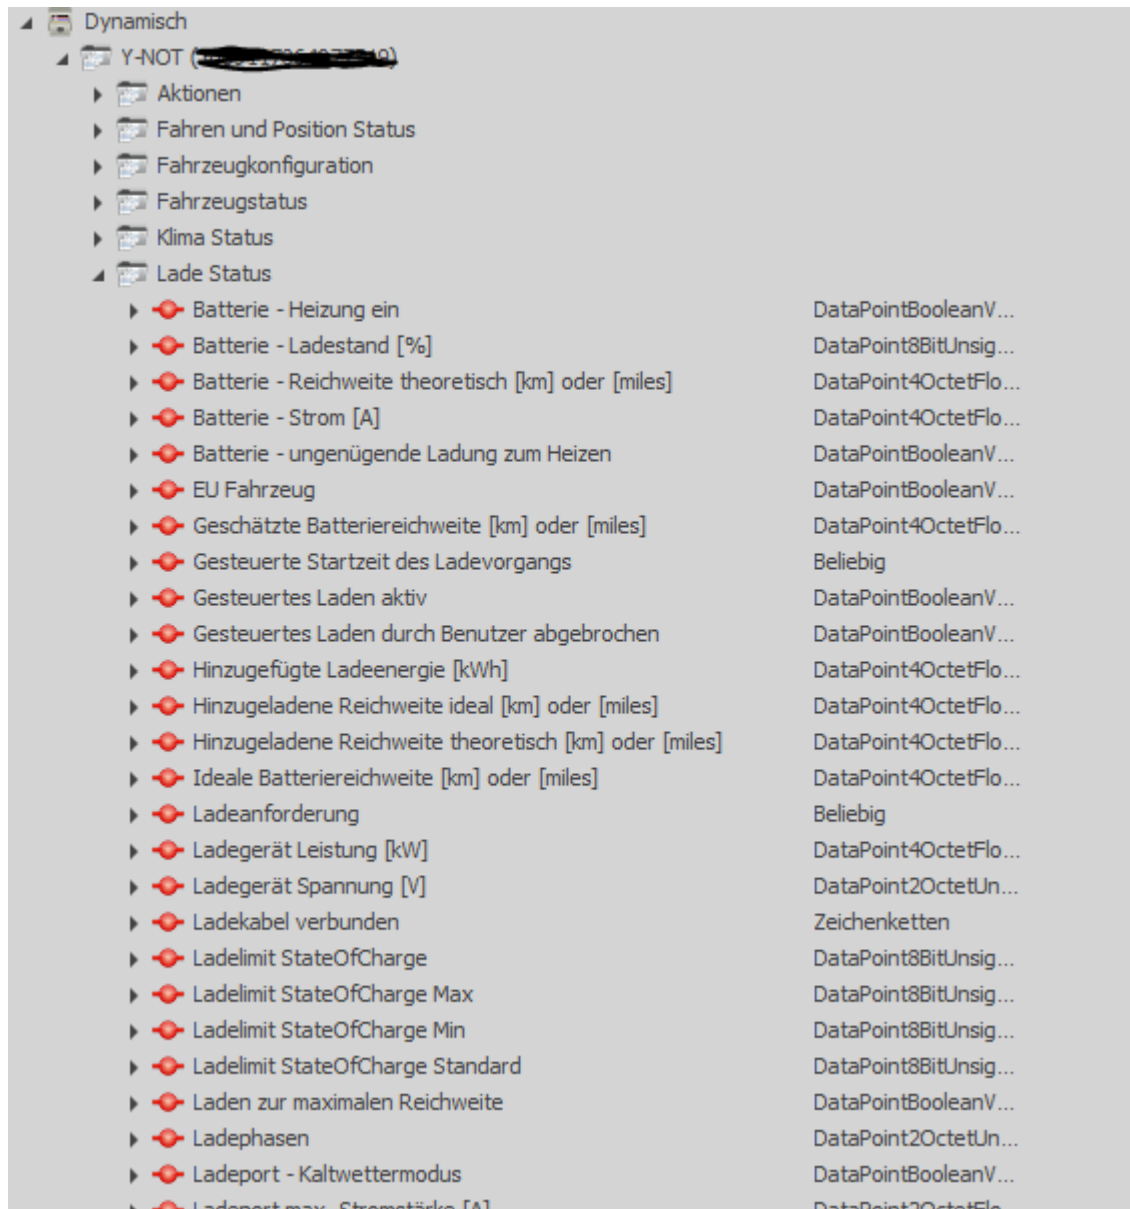 Dynamisch
Y-NOT (
Aktionen
Fahren und Position Status
Fahrzeugkonfiguration
Fahrzeugstatus
Klima Status
Lade Status
Batterie - Heizung ein DataPointBooleanV...
Batterie - Ladestand [%] DataPoint8BitUnsig...
Batterie - Reichweite theoretisch [km] oder [miles] DataPoint4OctetFlo...
Batterie - Strom [A] DataPoint4OctetFlo...
Batterie - ungenügende Ladung zum Heizen DataPointBooleanV...
EU Fahrzeug DataPointBooleanV...
Geschätzte Batteriereichweite [km] oder [miles] DataPoint4OctetFlo...
Gesteuerte Startzeit des Ladevorgangs Beliebig
Gesteuertes Laden aktiv DataPointBooleanV...
Gesteuertes Laden durch Benutzer abgebrochen DataPointBooleanV...
Hinzugefügte Ladeenergie [kWh] DataPoint4OctetFlo...
Hinzugeladene Reichweite ideal [km] oder [miles] DataPoint4OctetFlo...
Hinzugeladene Reichweite theoretisch [km] oder [miles] DataPoint4OctetFlo...
Ideale Batteriereichweite [km] oder [miles] DataPoint4OctetFlo...
Ladeanforderung Beliebig
Ladegerät Leistung [kW] DataPoint4OctetFlo...
Ladegerät Spannung [V] DataPoint2OctetUn...
Ladekabel verbunden Zeichenketten
Ladelimit StateOfCharge DataPoint8BitUnsig...
Ladelimit StateOfCharge Max DataPoint8BitUnsig...
Ladelimit StateOfCharge Min DataPoint8BitUnsig...
Ladelimit StateOfCharge Standard DataPoint8BitUnsig...
Laden zur maximalen Reichweite DataPointBooleanV...
Ladephasen DataPoint2OctetUn...
Ladeport - Kaltwettermodus DataPointBooleanV...
Ladeport max. Stromstärke [A] DataPoint2OctetFlo...